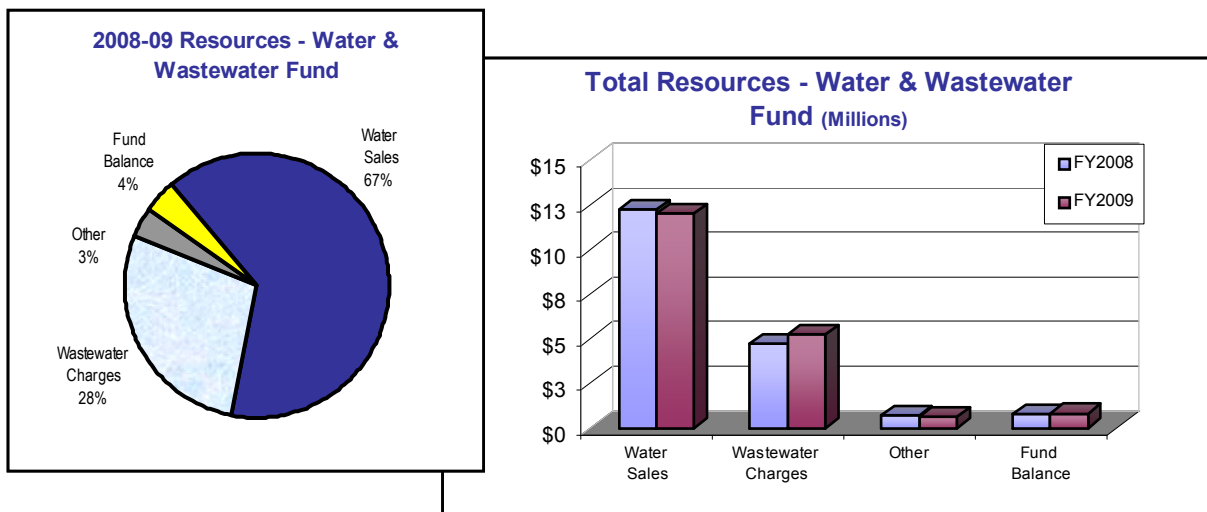 2008-09 Resources - Water &
Wastewater Fund
Fund
Balance
4%
Water
Sales
67%
Other
3%
Wastewater
Charges
28%
Total Resources - Water & Wastewater
Fund (Millions)
$15
$13
$10
$8
$5
$3
$0
FY2008
FY2009
Water
Sales
Wastewater
Charges
Other
Fund
Balance